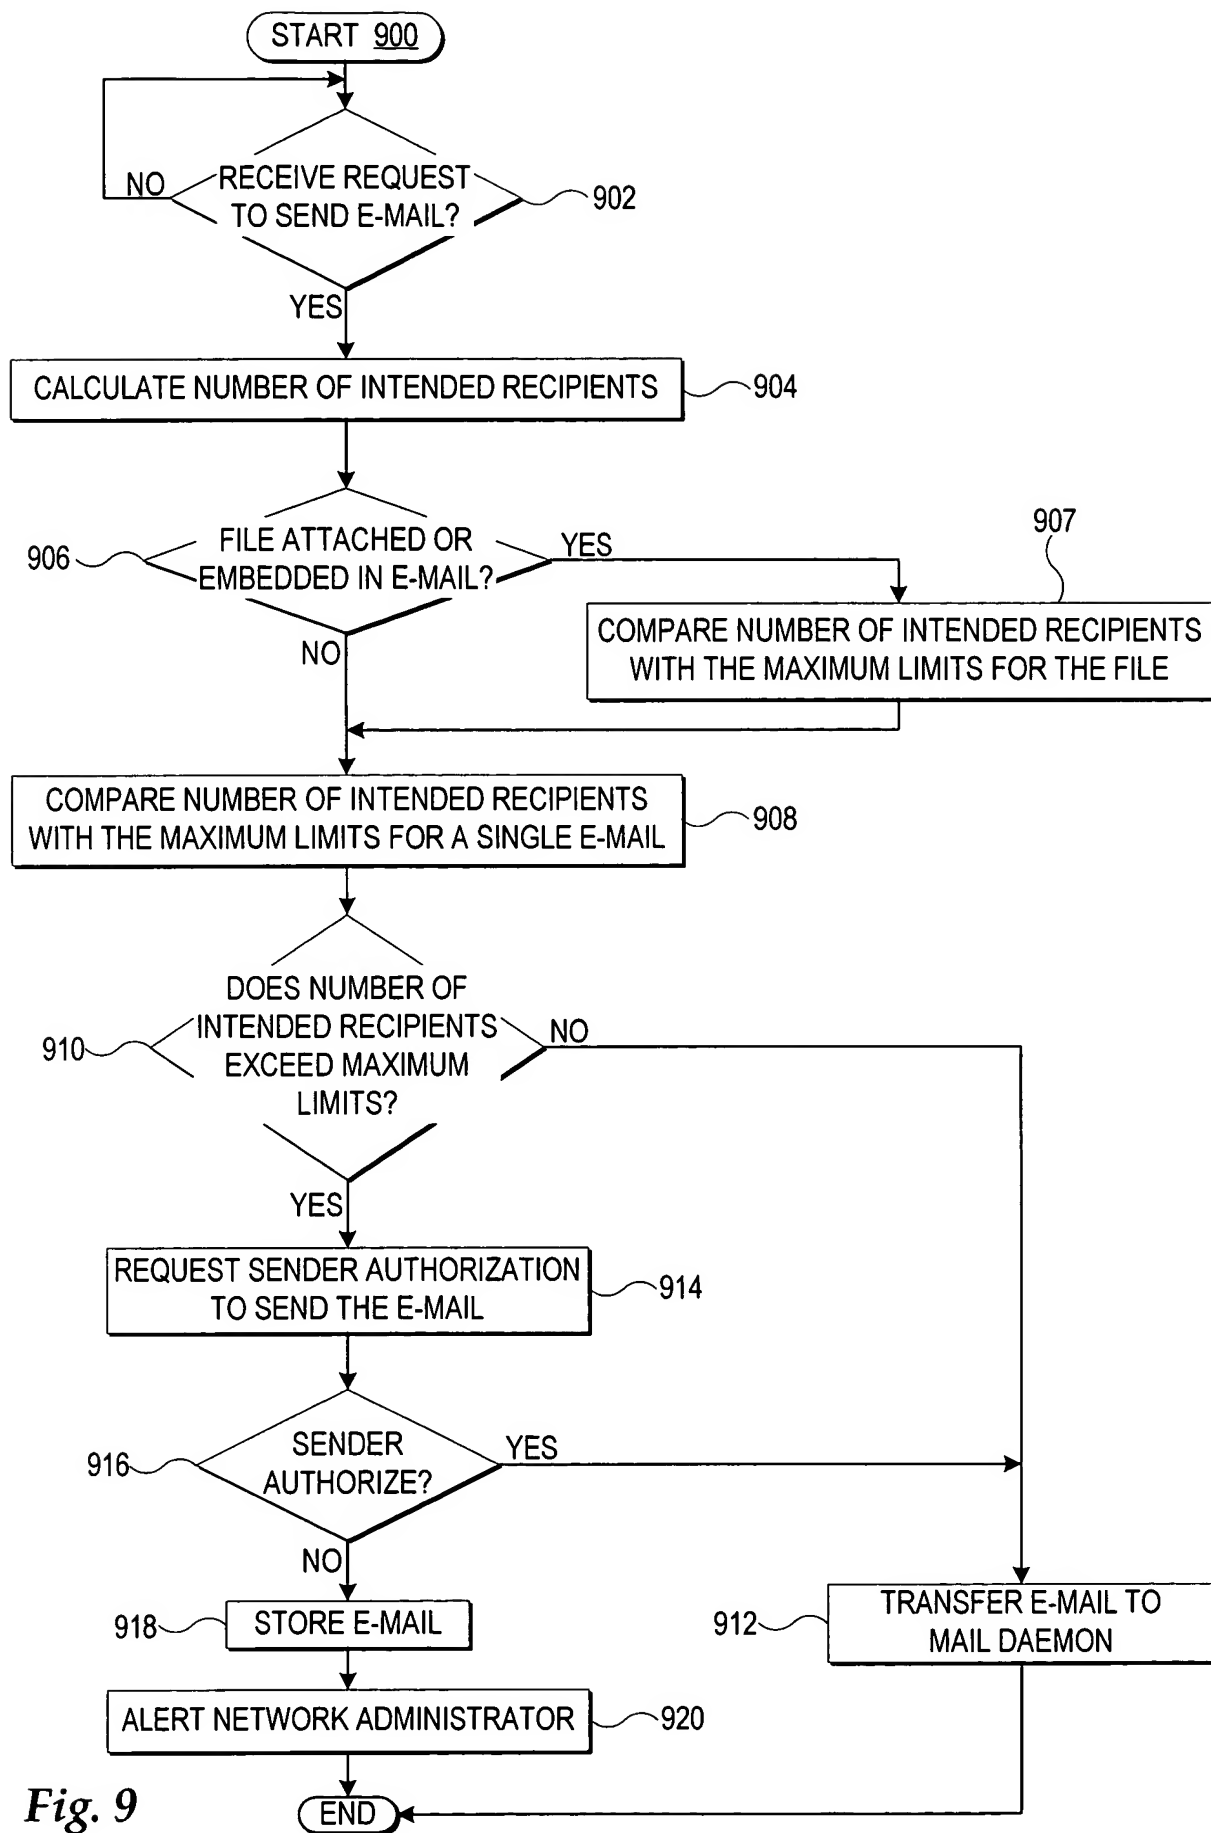 START 900
RECEIVE REQUEST
TO SEND E-MAIL?
NO
902
YES
CALCULATE NUMBER OF INTENDED RECIPIENTS
904
FILE ATTACHED OR
EMBEDDED IN E-MAIL?
906
YES
907
NO
COMPARE NUMBER OF INTENDED RECIPIENTS
WITH THE MAXIMUM LIMITS FOR THE FILE
COMPARE NUMBER OF INTENDED RECIPIENTS
WITH THE MAXIMUM LIMITS FOR A SINGLE E-MAIL
908
DOES NUMBER OF
INTENDED RECIPIENTS
EXCEED MAXIMUM
LIMITS?
910
NO
YES
REQUEST SENDER AUTHORIZATION
TO SEND THE E-MAIL
914
SENDER
AUTHORIZE?
916
YES
NO
STORE E-MAIL
918
TRANSFER E-MAIL TO
MAIL DAEMON
912
ALERT NETWORK ADMINISTRATOR
920
END
Fig. 9